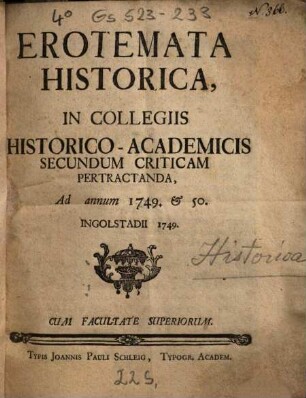 4° Gs 523-233
N. 366.
EROTEMATA
HISTORICA,
IN COLLEGIIS
HISTORICO-ACADEMICIS
SECUNDUM CRITICAM
PERTRACTANDA,
Ad annum 1749. & 50.
INGOLSTADII 1749.
Historica
CUM FACULTATE SUPERIORUM.
TYPIS JOANNIS PAULI SCHLEIG, TYPOGR. ACADEM.
225,